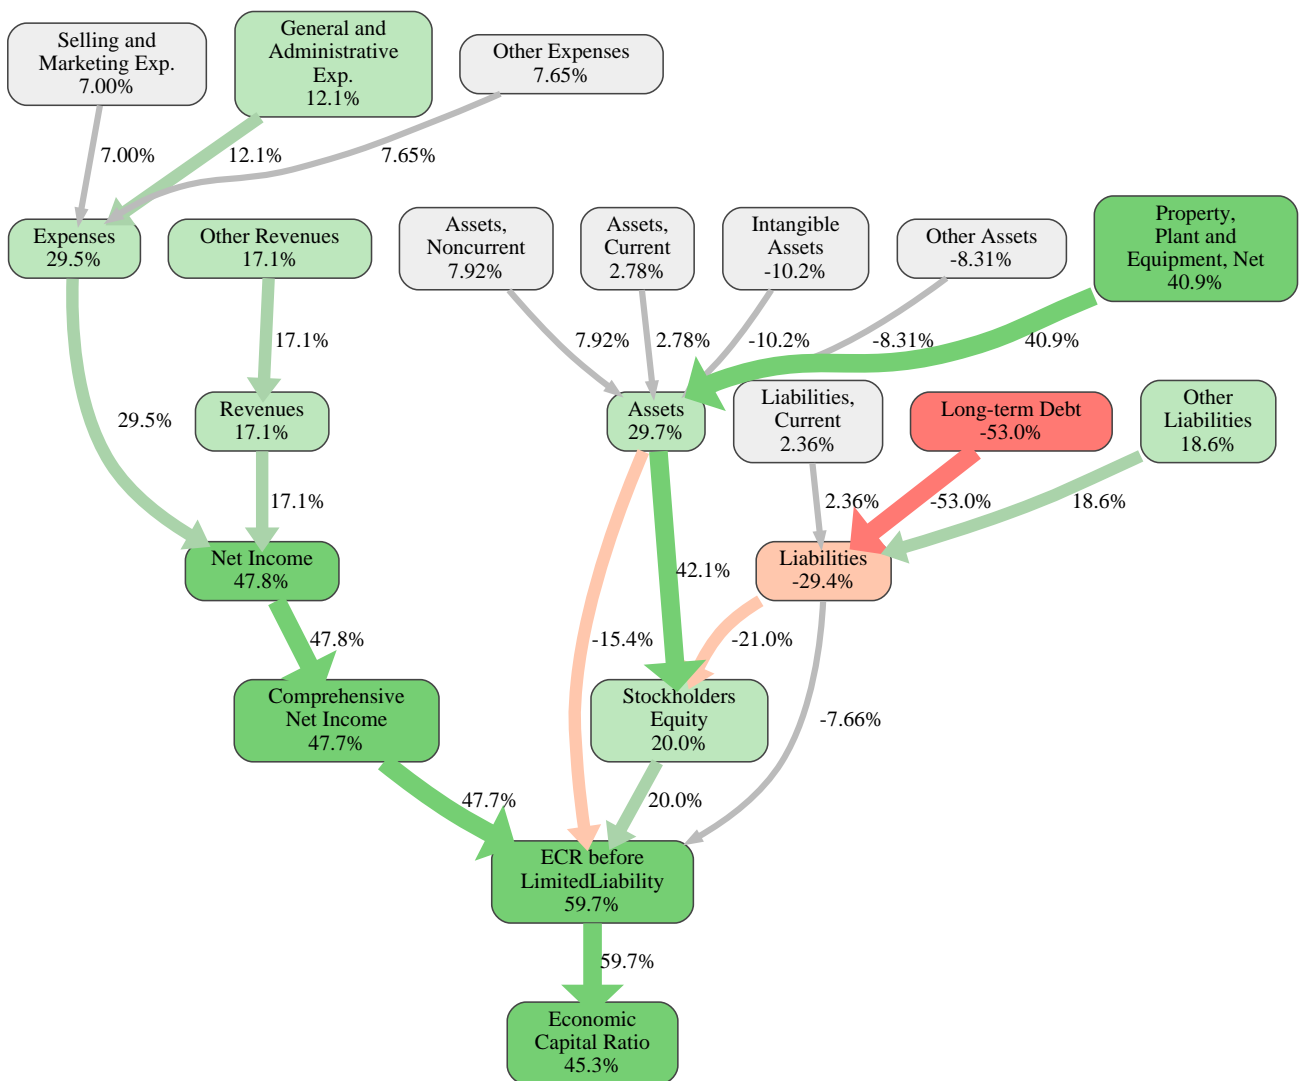 Selling and
Marketing Exp.
7.00%
General and
Administrative
Exp.
12.1%
Other Expenses
7.65%
7.00%
12.1%
7.65%
Expenses
29.5%
Other Revenues
17.1%
Assets,
Noncurrent
7.92%
Assets,
Current
2.78%
Intangible
Assets
-10.2%
Other Assets
-8.31%
Property,
Plant and
Equipment, Net
40.9%
17.1%
7.92%
2.78%
-10.2%
-8.31%
40.9%
29.5%
Revenues
17.1%
Assets
29.7%
Liabilities,
Current
2.36%
Long-term Debt
-53.0%
Other
Liabilities
18.6%
17.1%
2.36%
-53.0%
18.6%
Net Income
47.8%
42.1%
Liabilities
-29.4%
47.8%
-15.4%
-21.0%
Comprehensive
Net Income
47.7%
Stockholders
Equity
20.0%
-7.66%
47.7%
20.0%
ECR before
LimitedLiability
59.7%
59.7%
Economic
Capital Ratio
45.3%